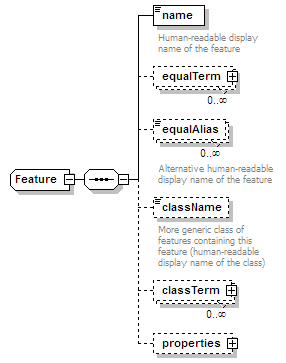 name
Human-readable display
name of the feature
equalTerm
0..∞
equalAlias
0..∞
Alternative human-readable
display name of the feature
Feature
className
More generic class of
features containing this
feature (human-readable
display name of the class)
classTerm
0..∞
properties